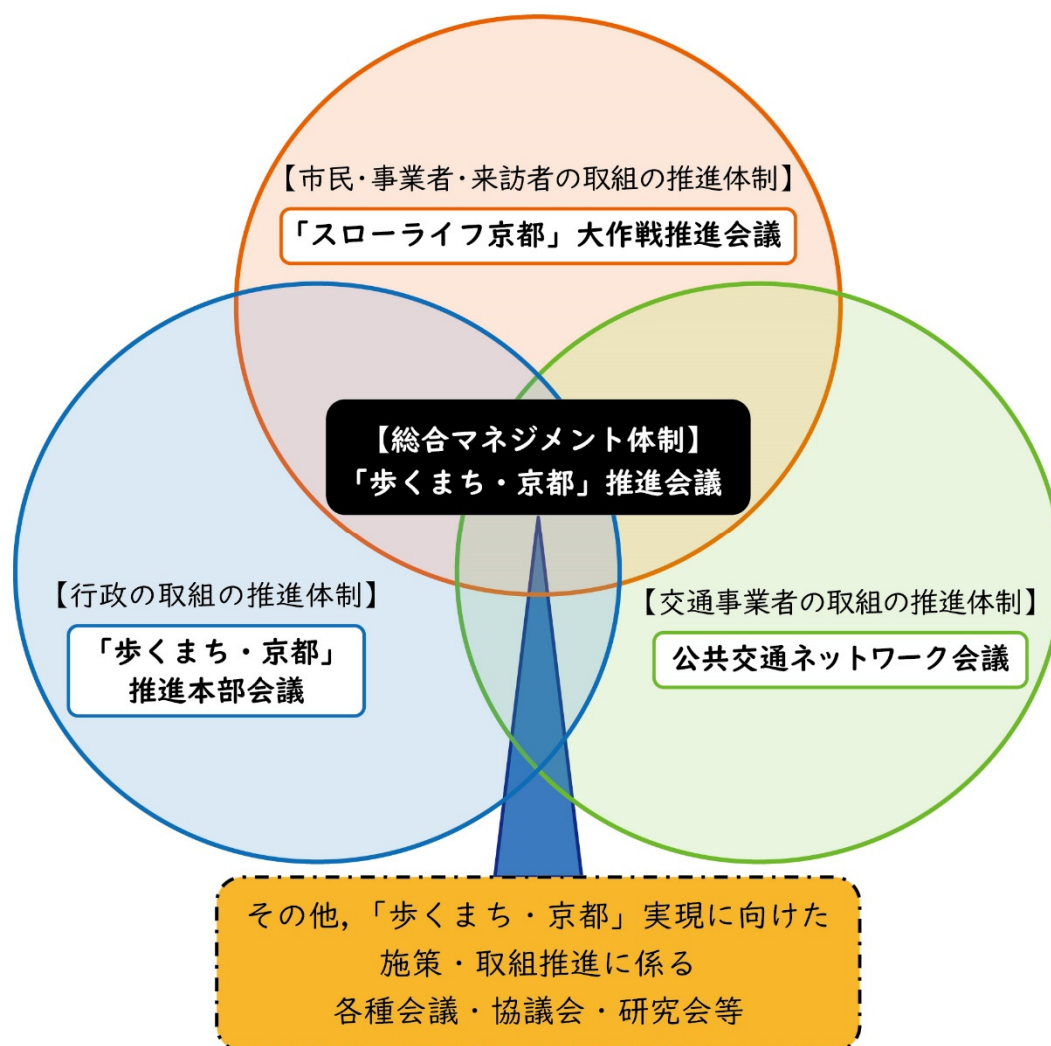 【市民・事業者・来訪者の取組の推進体制】
「スローライフ京都」大作戦推進会議
【総合マネジメント体制】
「歩くまち・京都」推進会議
【行政の取組の推進体制】
「歩くまち・京都」
推進本部会議
【交通事業者の取組の推進体制】
公共交通ネットワーク会議
その他,「歩くまち・京都」実現に向けた
施策・取組推進に係る
各種会議・協議会・研究会等